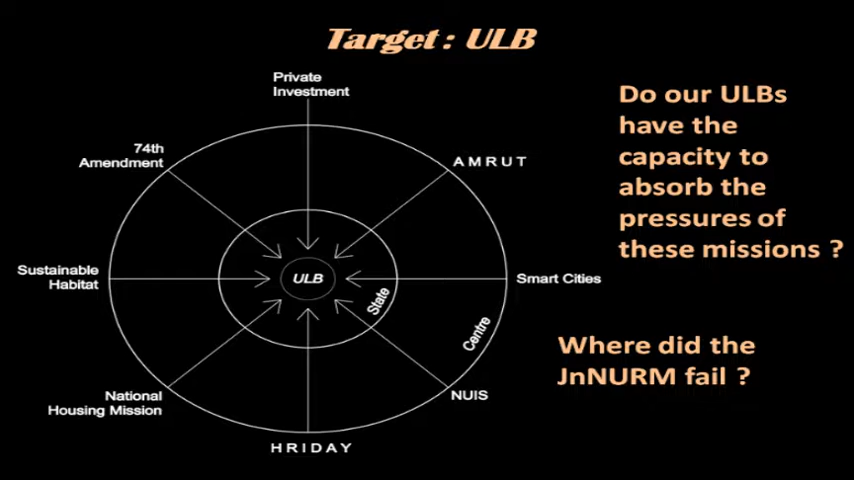 Target : ULB
Private
Investment
Do our ULBs
have the
capacity to
absorb the
pressures of
these missions ?
74th
Amendment
AMRUT
Sustainable
Habitat
ULB
Smart Cities
State
Centre
Where did the
JnNURM fail ?
National
Housing Mission
NUIS
HRIDAY